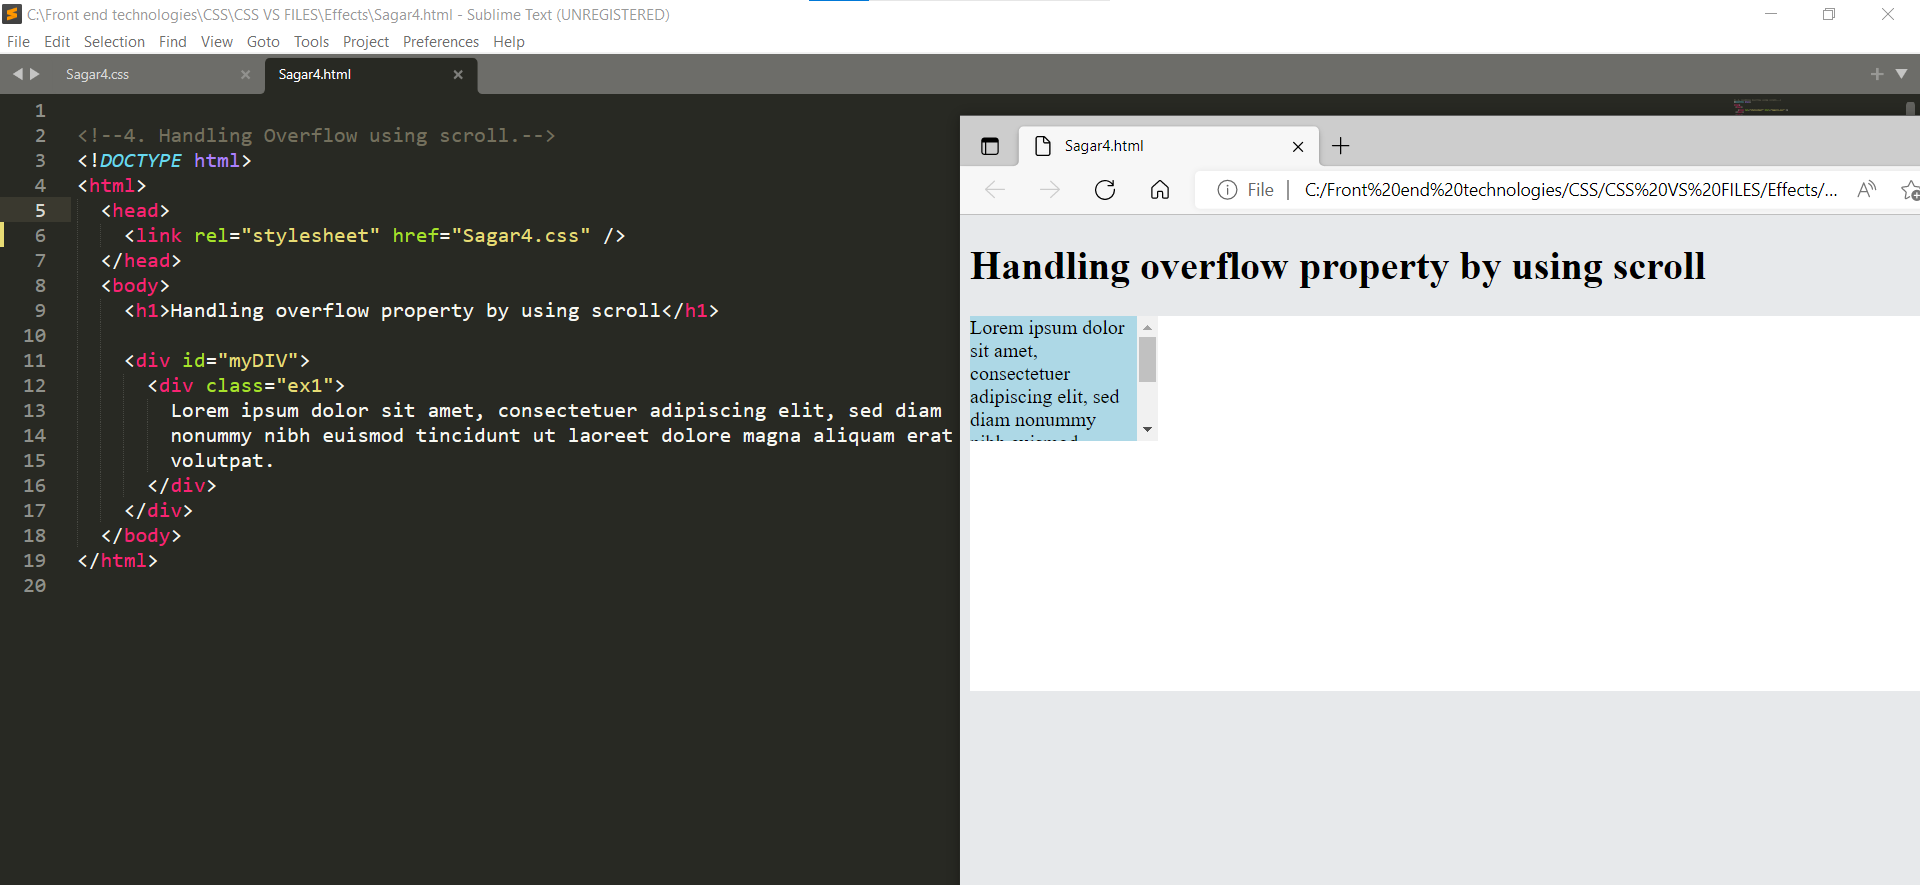 C:\Front end technologies\CSS\CSS VS FILES\Effects\Sagar4.html - Sublime Text (UNREGISTERED)
File Edit Selection Find View Goto Tools Project Preferences Help
Sagar4.css
Sagar4.html
1
2 <!--4. Handling Overflow using scroll.-->
3 <!DOCTYPE html>
4 <html>
5 <head>
6 <link rel="stylesheet" href="Sagar4.css" />
7 </head>
8 <body>
9 <h1>Handling overflow property by using scroll</h1>
10
11 <div id="myDIV">
12 <div class="ex1">
13 Lorem ipsum dolor sit amet, consectetuer adipiscing elit, sed diam
14 nonummy nibh euismod tincidunt ut laoreet dolore magna aliquam erat
15 volutpat.
16 </div>
17 </div>
18 </body>
19 </html>
20
Sagar4.html
File C:/Front%20end%20technologies/CSS/CSS%20VS%20FILES/Effects/...
Handling overflow property by using scroll
Lorem ipsum dolor
sit amet,
consectetuer
adipiscing elit, sed
diam nonummy
nibh euismod